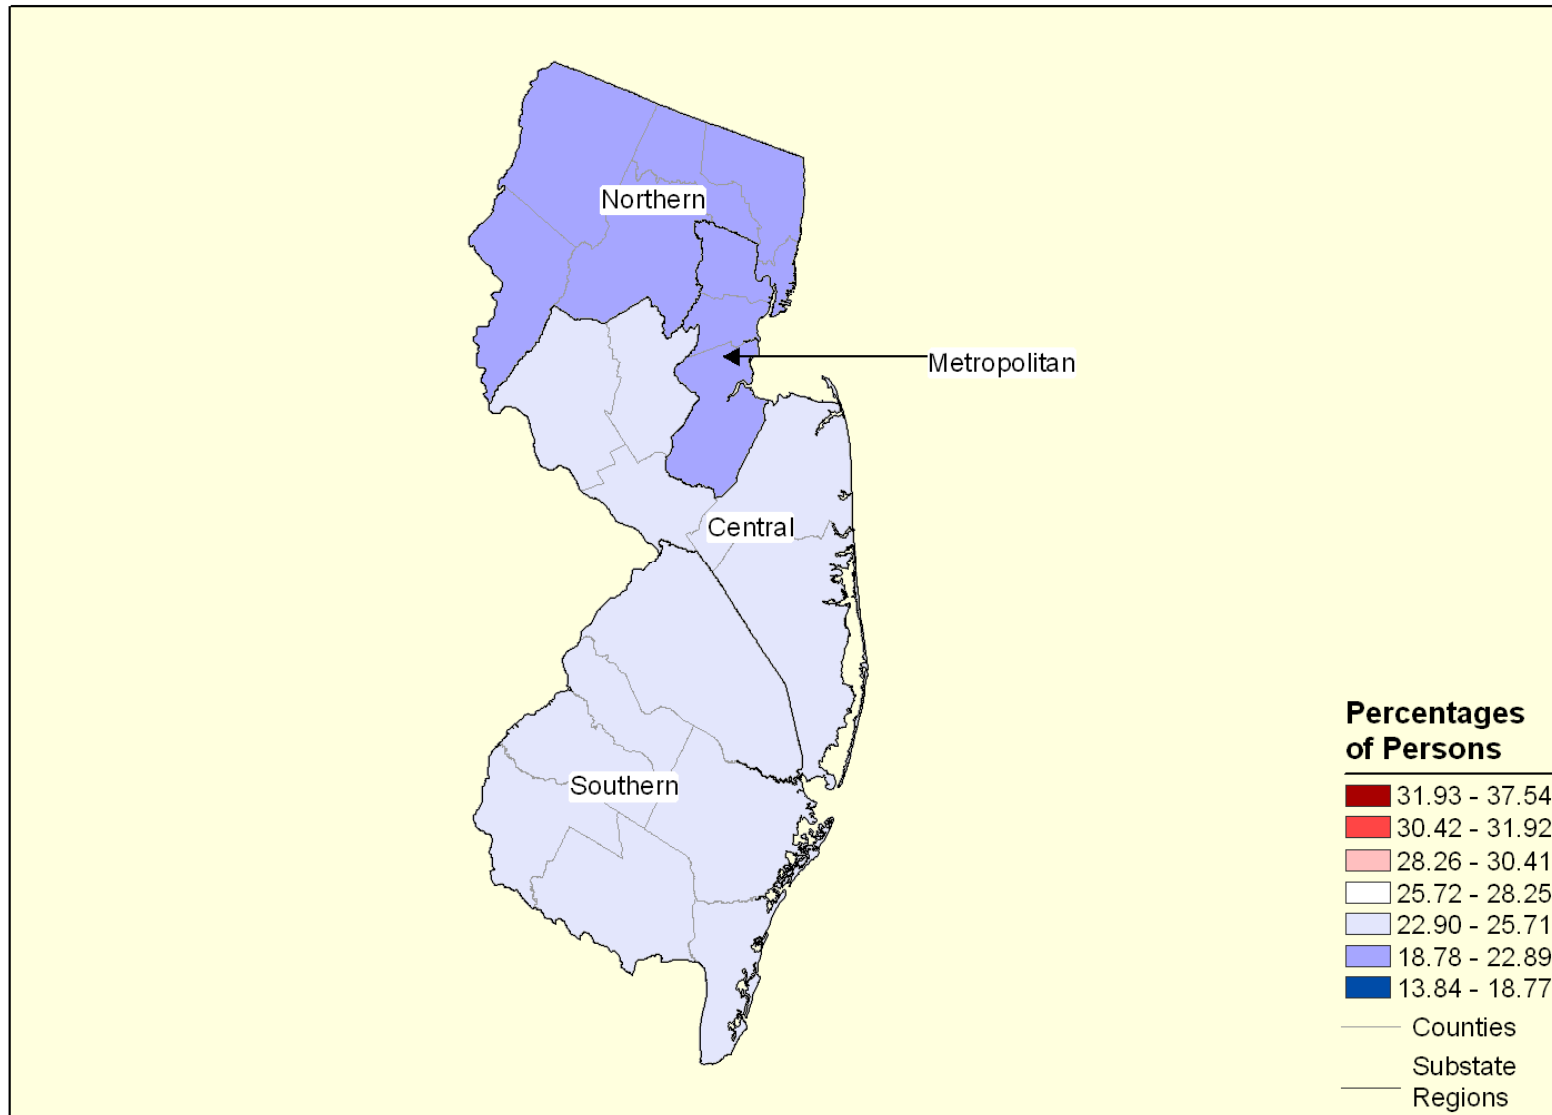 Northern
Metropolitan
Central
Southern
Percentages
of Persons
31.93 - 37.54
30.42 - 31.92
28.26 - 30.41
25.72 - 28.25
22.90 - 25.71
18.78 - 22.89
13.84 - 18.77
Counties
Substate
Regions